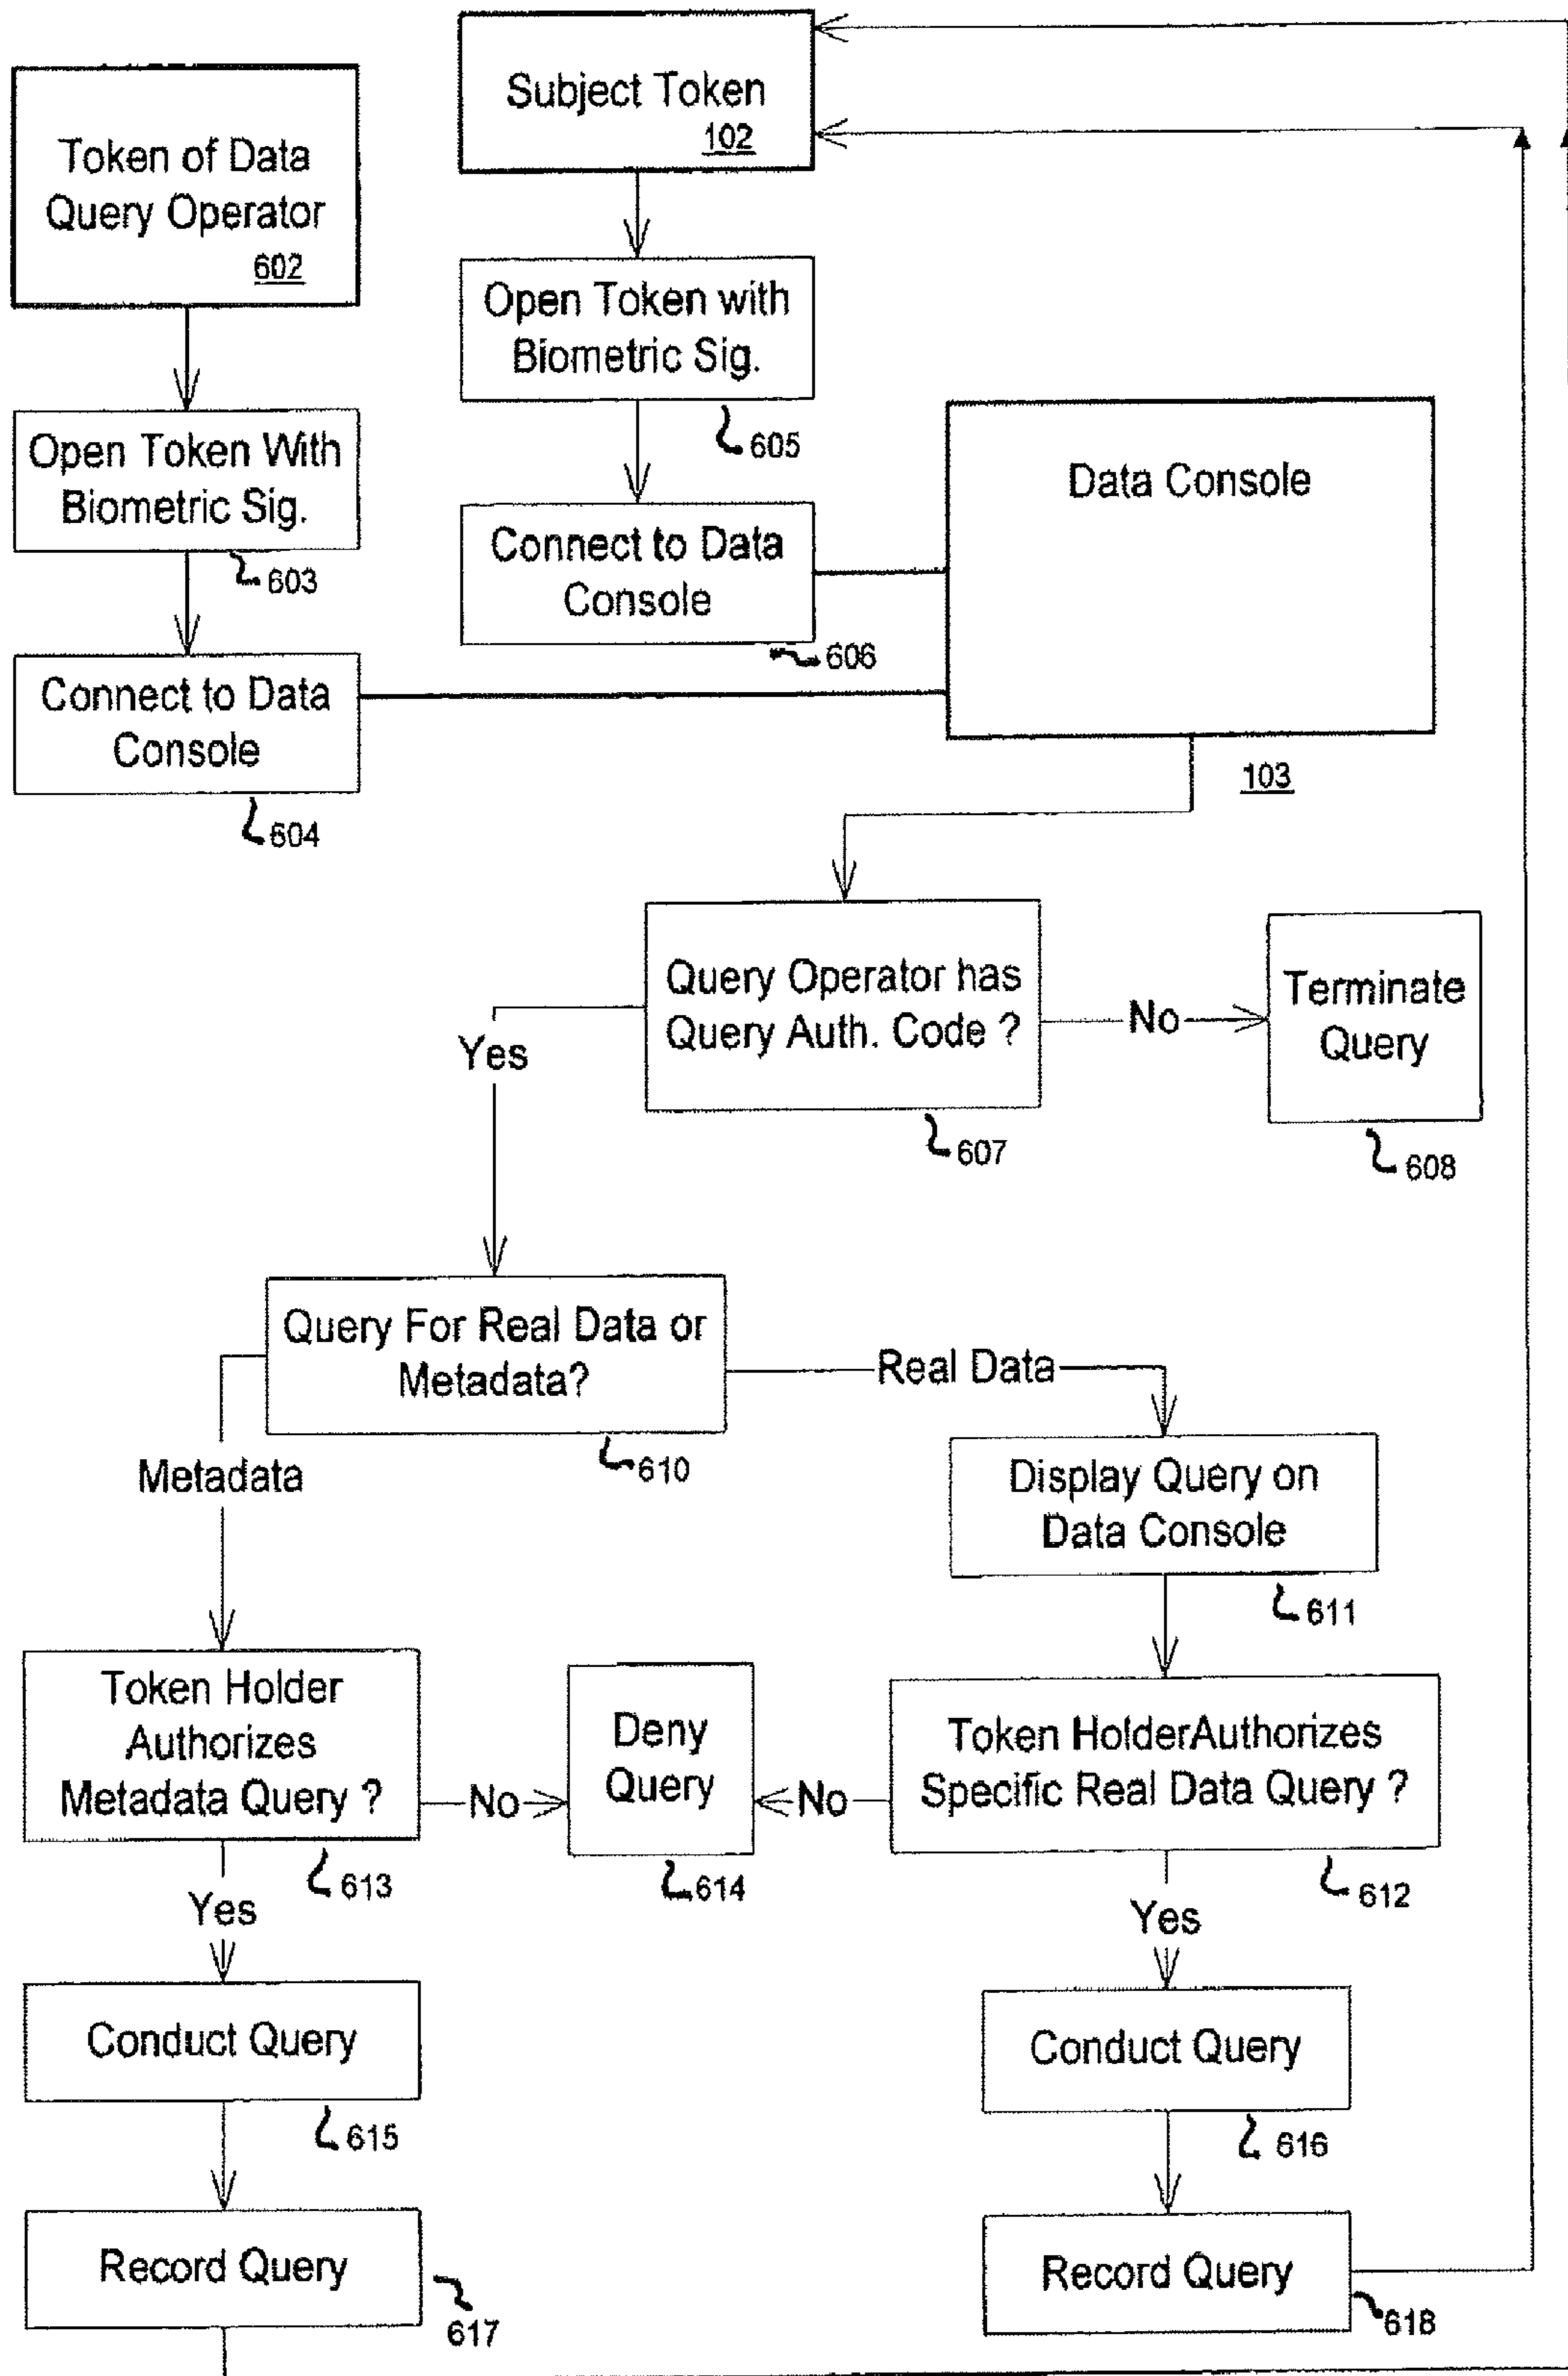 Subject Token
102
Token of Data
Query Operator
602
Open Token with
Biometric Sig.
605
Open Token With
Biometric Sig.
603
Data Console
103
Connect to Data
Console
606
Connect to Data
Console
604
Query Operator has
Query Auth. Code ?
607
No
Terminate
Query
608
Yes
Query For Real Data or
Metadata?
610
Real Data
Metadata
Display Query on
Data Console
611
Token Holder
Authorizes
Metadata Query ?
613
No
Deny
Query
614
No
Token HolderAuthorizes
Specific Real Data Query ?
612
Yes
Yes
Conduct Query
615
Conduct Query
616
Record Query
617
Record Query
618